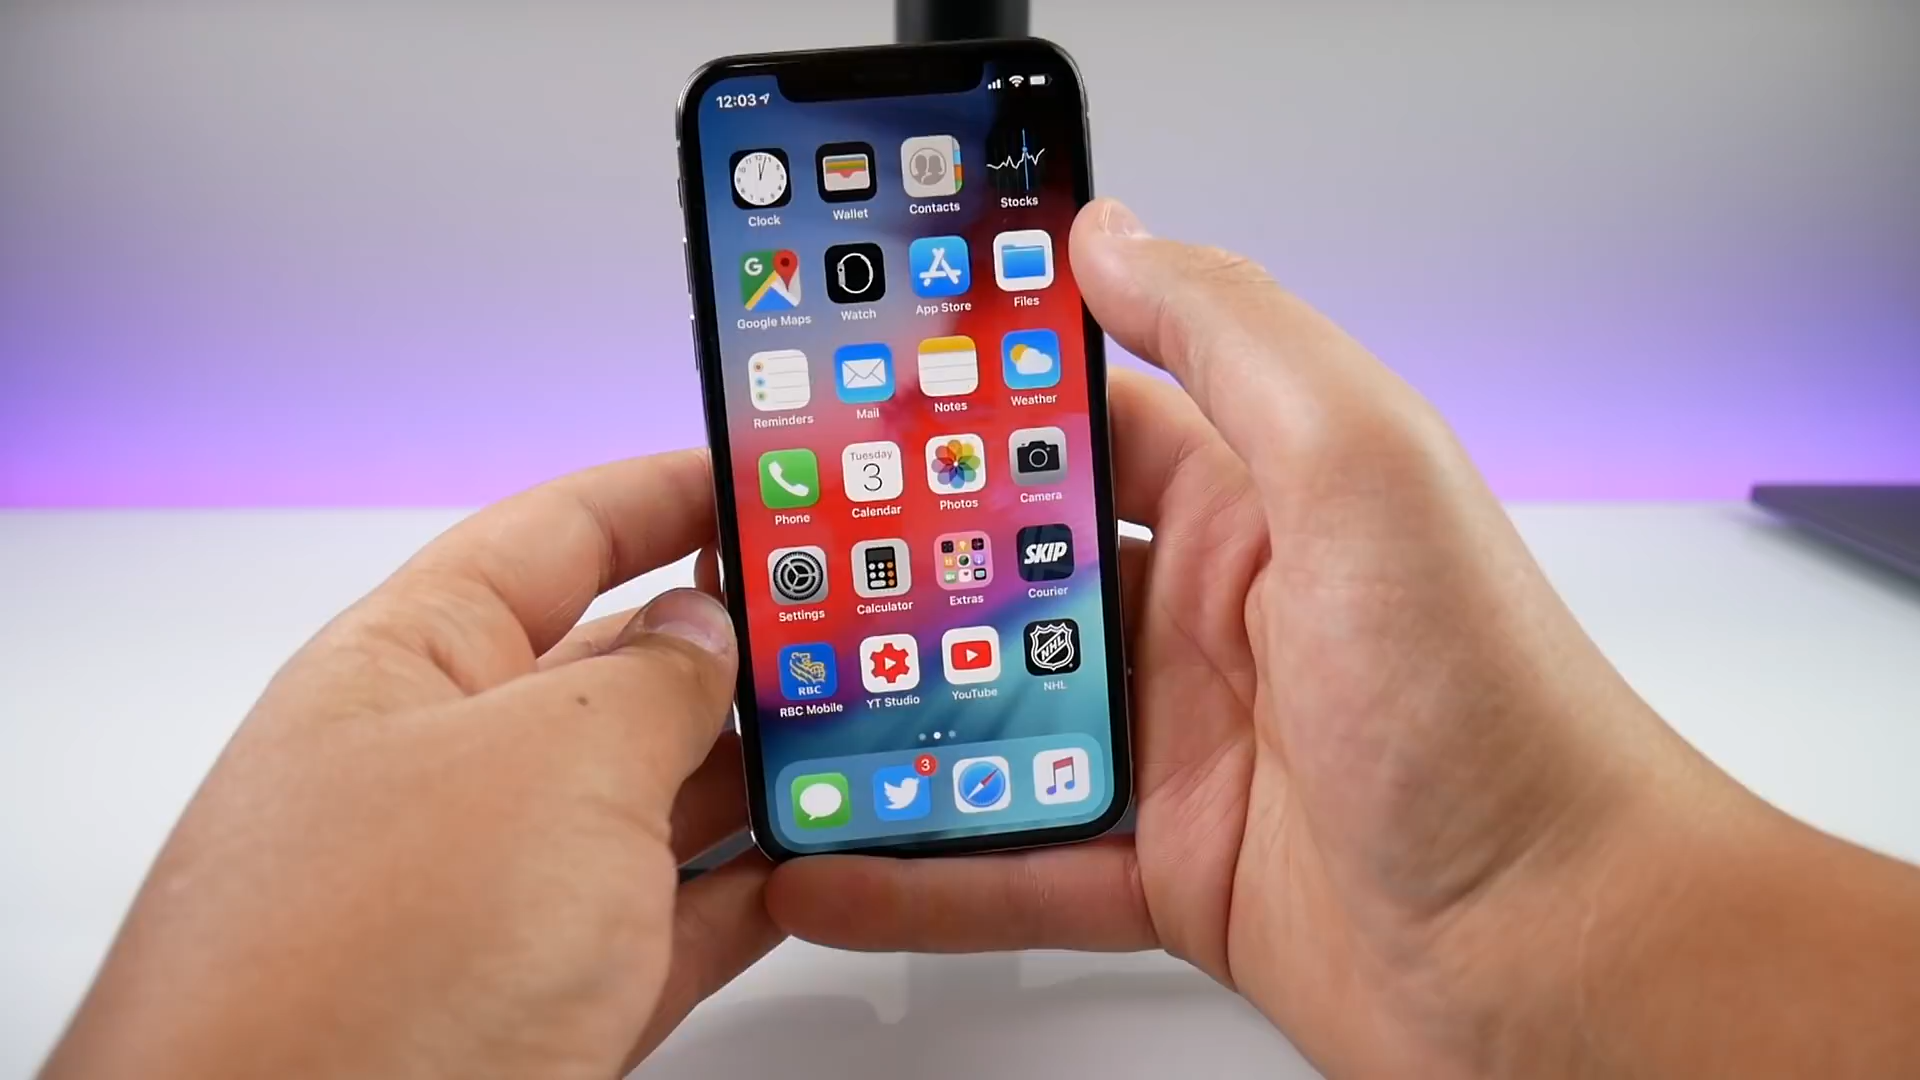 12:03
Clock Wallet Contacts Stocks
G
Google Maps Watch App Store Files
Reminders Mail Notes Weather
Tuesday
3
Phone Calendar Photos Camera
SKIP
Settings Calculator Extras Courier
RBC
NHL
RBC Mobile YT Studio YouTube NHL
3